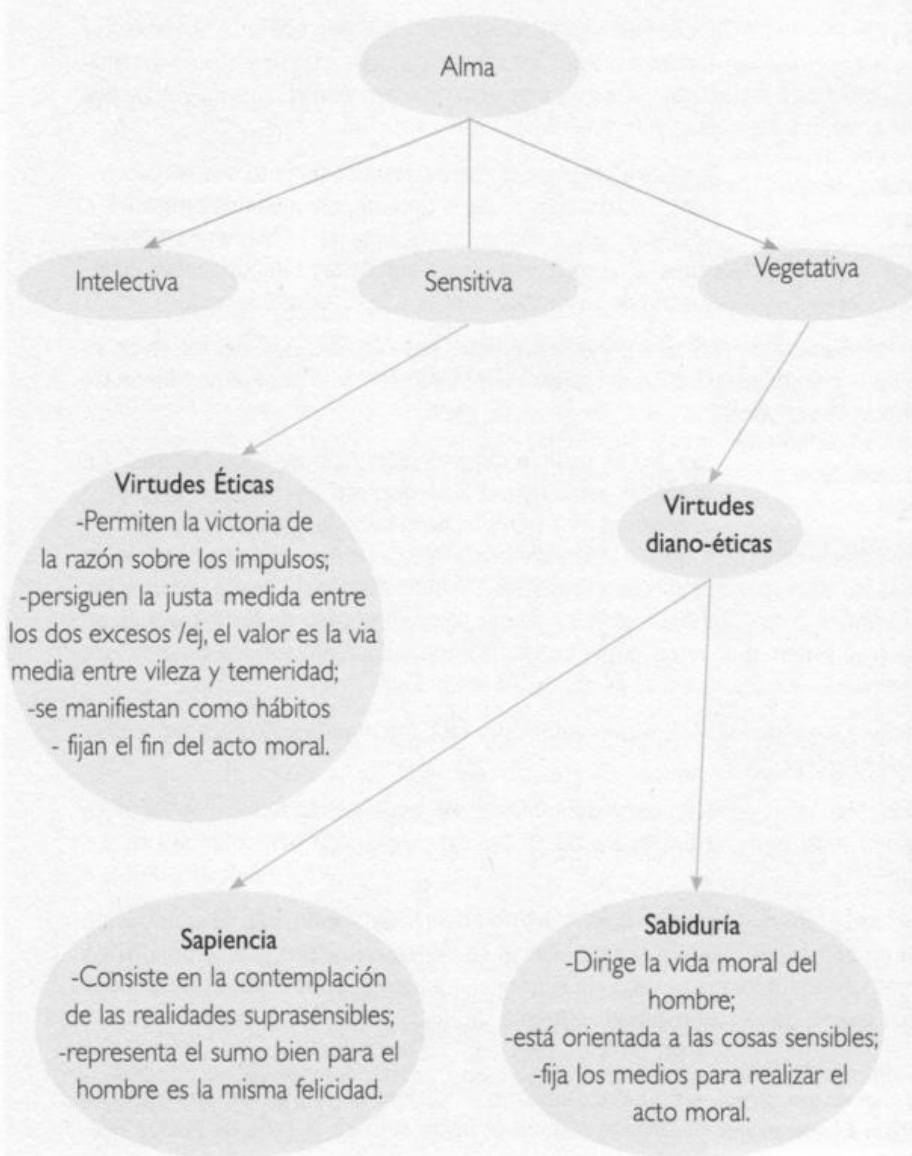 Alma
Intelectiva
Sensitiva
Vegetativa
Virtudes Éticas
-Permiten la victoria de
la razón sobre los impulsos;
-persiguen la justa medida entre
los dos excesos /ej, el valor es la via
media entre vileza y temeridad;
-se manifiestan como hábitos
- fijan el fin del acto moral.
Virtudes
diano-éticas
Sapiencia
-Consiste en la contemplación
de las realidades suprasensibles;
-representa el sumo bien para el
hombre es la misma felicidad.
Sabiduría
-Dirige la vida moral del
hombre;
-está orientada a las cosas sensibles;
-fija los medios para realizar el
acto moral.